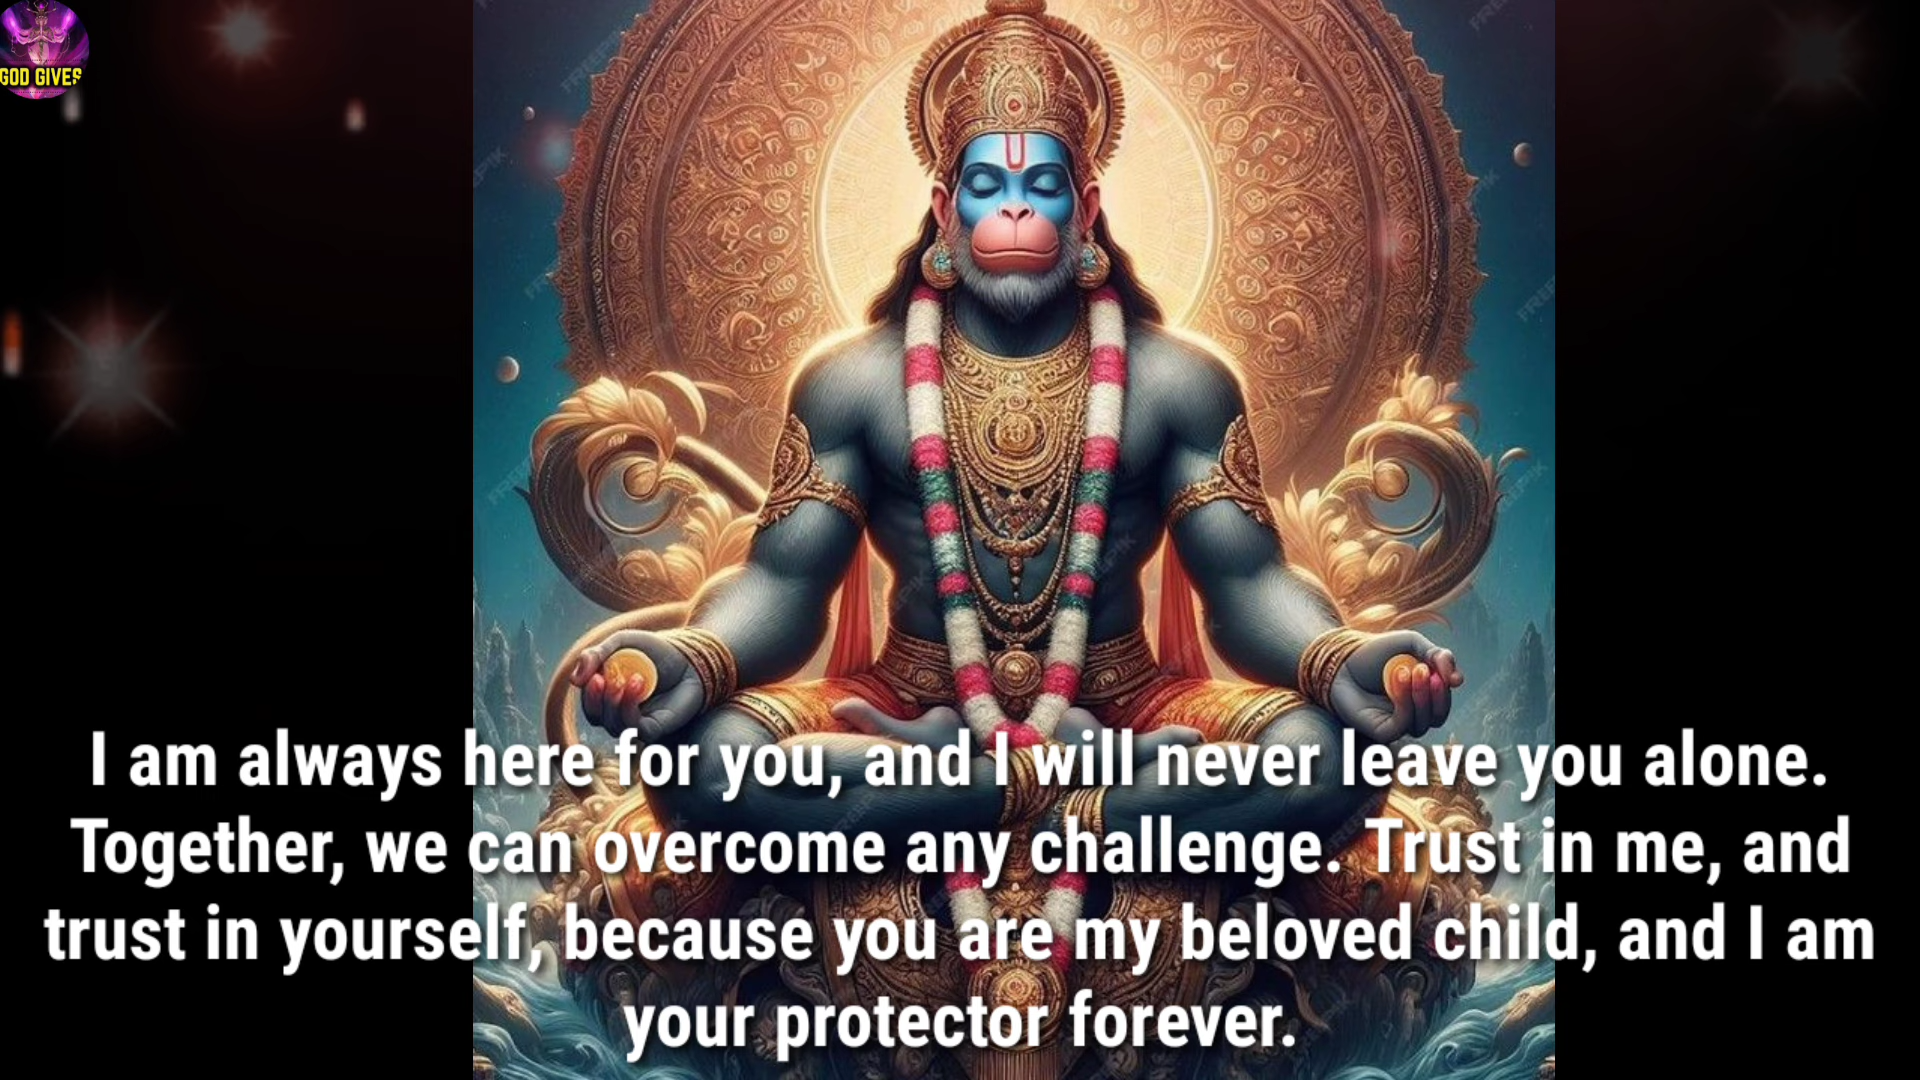 GOD GIVES
I am always here for you, and I will never leave you alone.
Together, we can overcome any challenge. Trust in me, and
trust in yourself, because you are my beloved child, and I am
your protector forever.